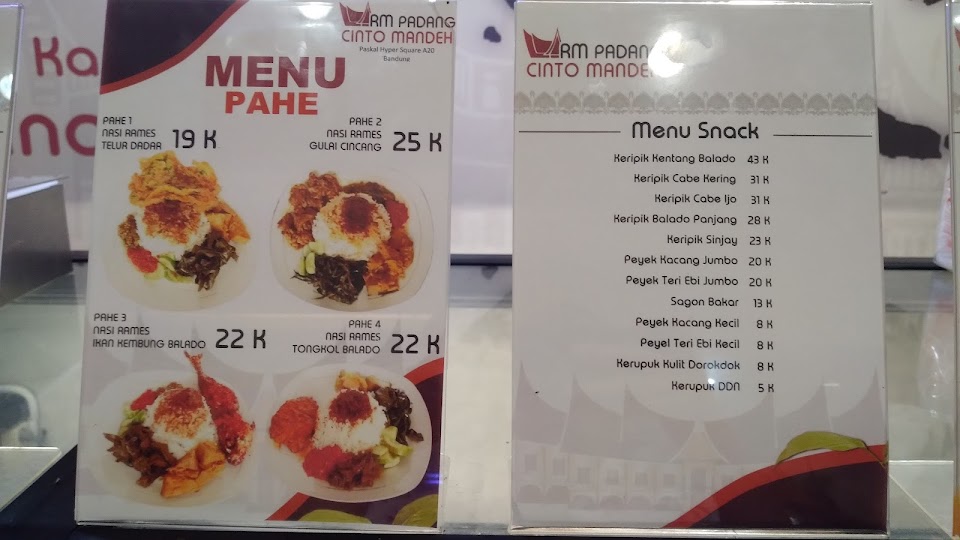 RM PADANG
CINTO MANDEH
Paskal Hyper Square A20
Bandung
MENU
PAHE
PAHE 1
NASI RAMES
TELUR DADAR 19 K
PAHE 2
NASI RAMES
GULAI CINCANG 25 K
PAHE 3
NASI RAMES
IKAN KEMBUNG BALADO 22 K
PAHE 4
NASI RAMES
TONGKOL BALADO 22 K
RM PADANG
CINTO MANDEH
Menu Snack
Keripik Kentang Balado 43 K
Keripik Cabe Kering 31 K
Keripik Cabe Ijo 31 K
Keripik Balado Panjang 28 K
Keripik Sinjay 23 K
Peyek Kacang Jumbo 20 K
Peyek Teri Ebi Jumbo 20 K
Sagon Bakar 13 K
Peyek Kacang Kecil 8 K
Peyel Teri Ebi Kecil 8 K
Kerupuk Kulit Dorokdok 8 K
Kerupuk DDN 5 K